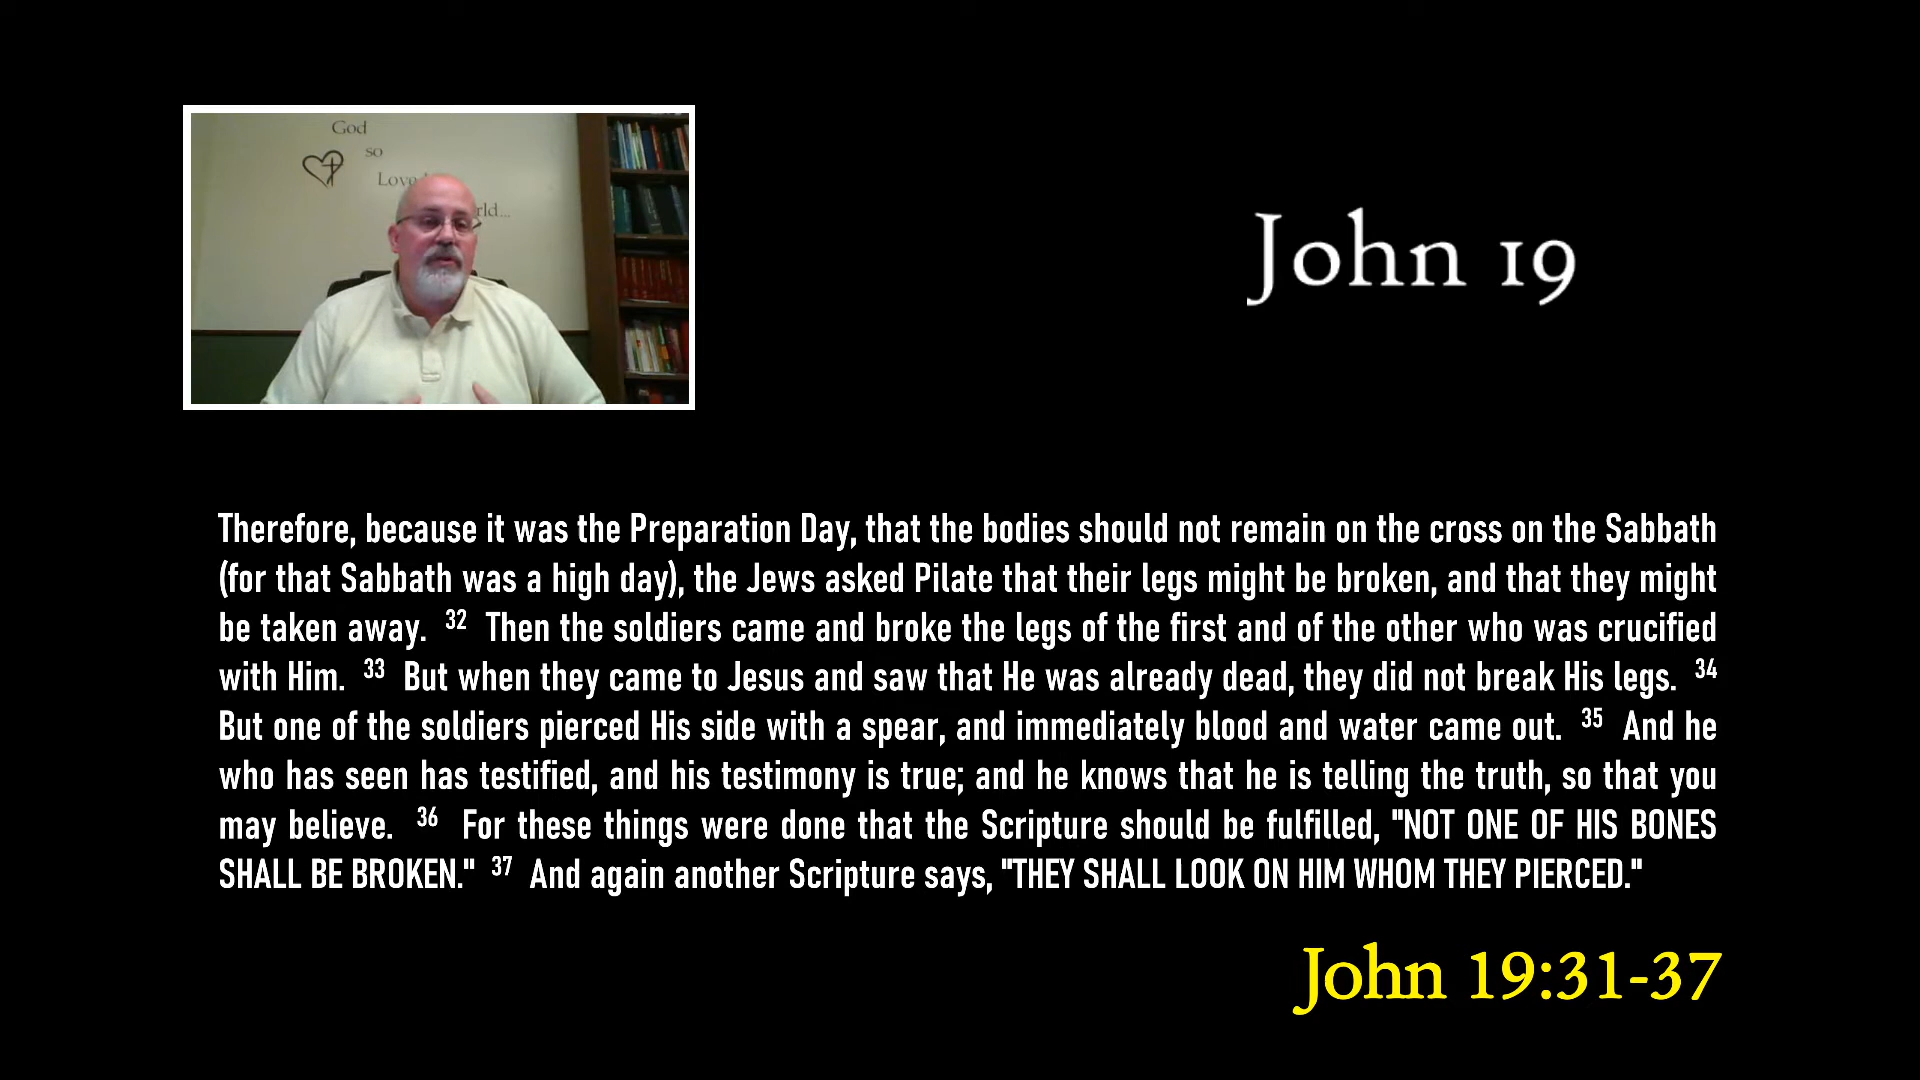 God
so
Love
rld...
John 19
Therefore, because it was the Preparation Day, that the bodies should not remain on the cross on the Sabbath
(for that Sabbath was a high day), the Jews asked Pilate that their legs might be broken, and that they might
be taken away. 32 Then the soldiers came and broke the legs of the first and of the other who was crucified
with Him. 33 But when they came to Jesus and saw that He was already dead, they did not break His legs. 34
But one of the soldiers pierced His side with a spear, and immediately blood and water came out. 35 And he
who has seen has testified, and his testimony is true; and he knows that he is telling the truth, so that you
may believe. 36 For these things were done that the Scripture should be fulfilled, "NOT ONE OF HIS BONES
SHALL BE BROKEN." 37 And again another Scripture says, "THEY SHALL LOOK ON HIM WHOM THEY PIERCED."
John 19:31-37